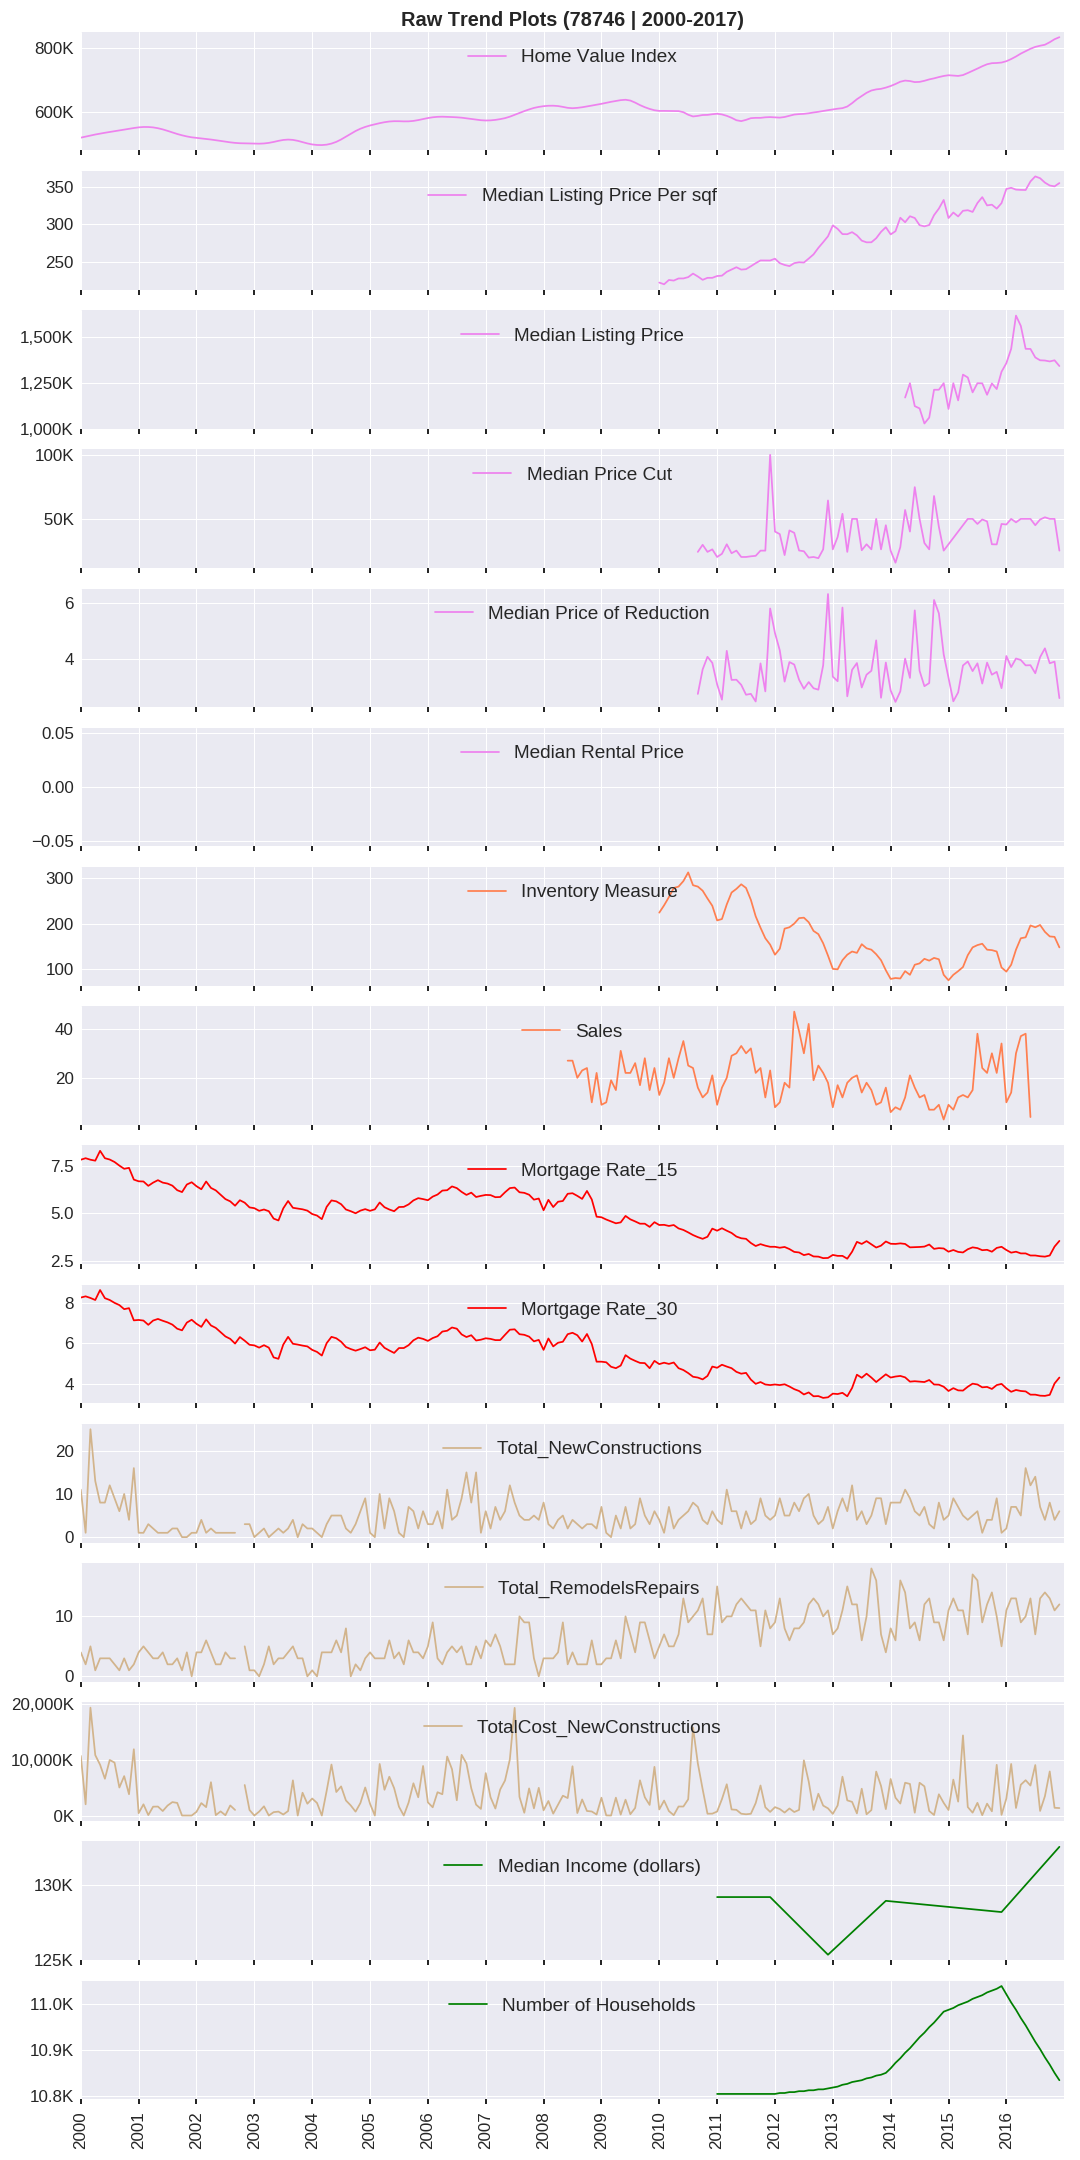 Raw Trend Plots (78746 | 2000-2017)
Home Value Index
800K
600K
Median Listing Price Per sqf
350
300
250
Median Listing Price
1,500K
1,250K
1,000K
Median Price Cut
100K
50K
Median Price of Reduction
6
4
Median Rental Price
0.05
0.00
−0.05
Inventory Measure
300
200
100
Sales
40
20
Mortgage Rate_15
7.5
5.0
2.5
Mortgage Rate_30
8
6
4
Total_NewConstructions
20
10
0
Total_RemodelsRepairs
10
0
TotalCost_NewConstructions
20,000K
10,000K
0K
Median Income (dollars)
130K
125K
Number of Households
11.0K
10.9K
10.8K
2000 2001 2002 2003 2004 2005 2006 2007 2008 2009 2010 2011 2012 2013 2014 2015 2016